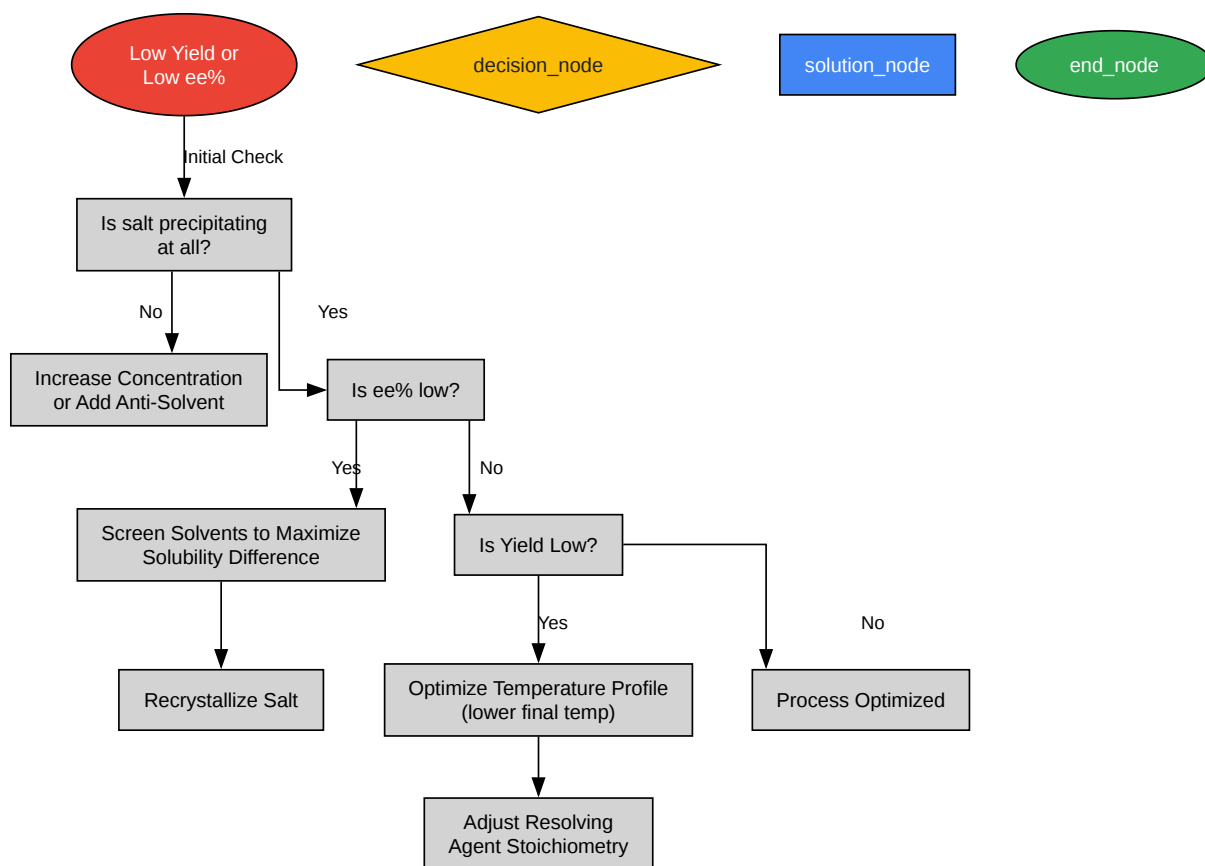 Low Yield or
Low ee%
decision_node
solution_node
end_node
Initial Check
Is salt precipitating
at all?
No
Yes
Increase Concentration
or Add Anti-Solvent
Is ee% low?
Yes
No
Screen Solvents to Maximize
Solubility Difference
Is Yield Low?
Yes
No
Recrystallize Salt
Optimize Temperature Profile
(lower final temp)
Process Optimized
Adjust Resolving
Agent Stoichiometry